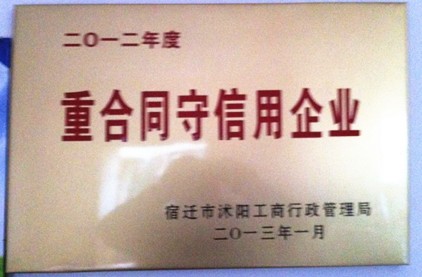 二〇一二年度
重合同守信用企业
宿迁市沭阳工商行政管理局
二〇一三年一月